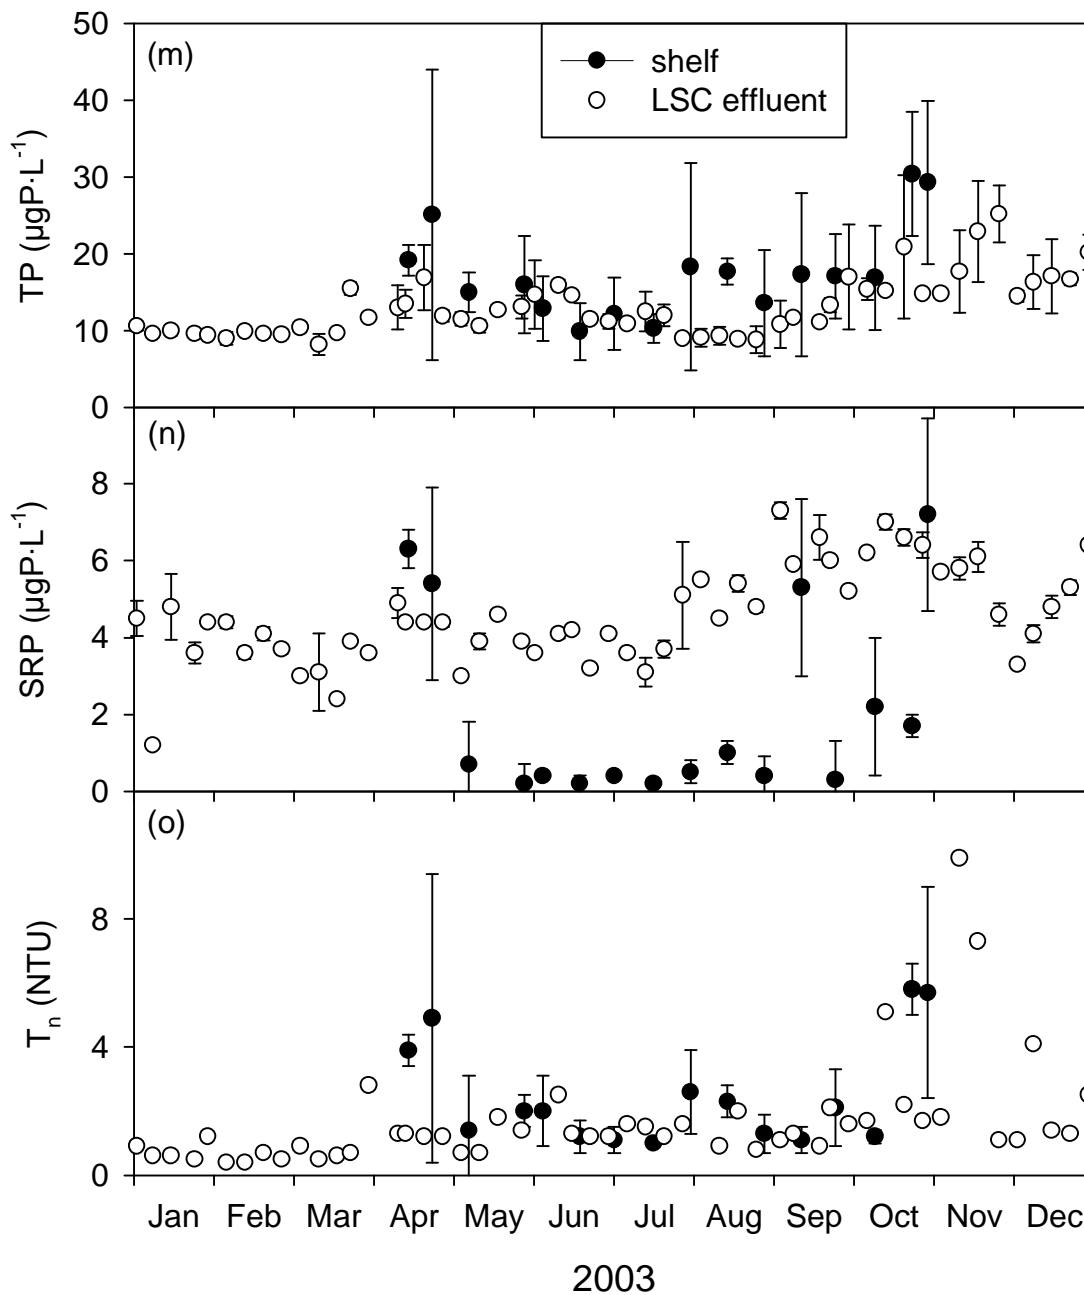 50
(m)
shelf
LSC effluent
40
30
20
10
0
TP (µgP·L⁻¹)
(n)
8
6
4
2
0
SRP (µgP·L⁻¹)
(o)
8
4
0
Tₙ (NTU)
Jan Feb Mar Apr May Jun Jul Aug Sep Oct Nov Dec
2003